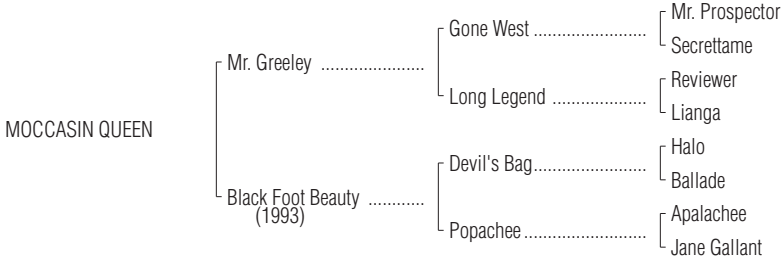 Mr. Prospector
Gone West ........................
Secrettame
Mr. Greeley ......................
Reviewer
Long Legend ....................
Lianga
MOCCASIN QUEEN
Halo
Devil's Bag........................
Ballade
Black Foot Beauty ............
(1993)
Apalachee
Popachee..........................
Jane Gallant